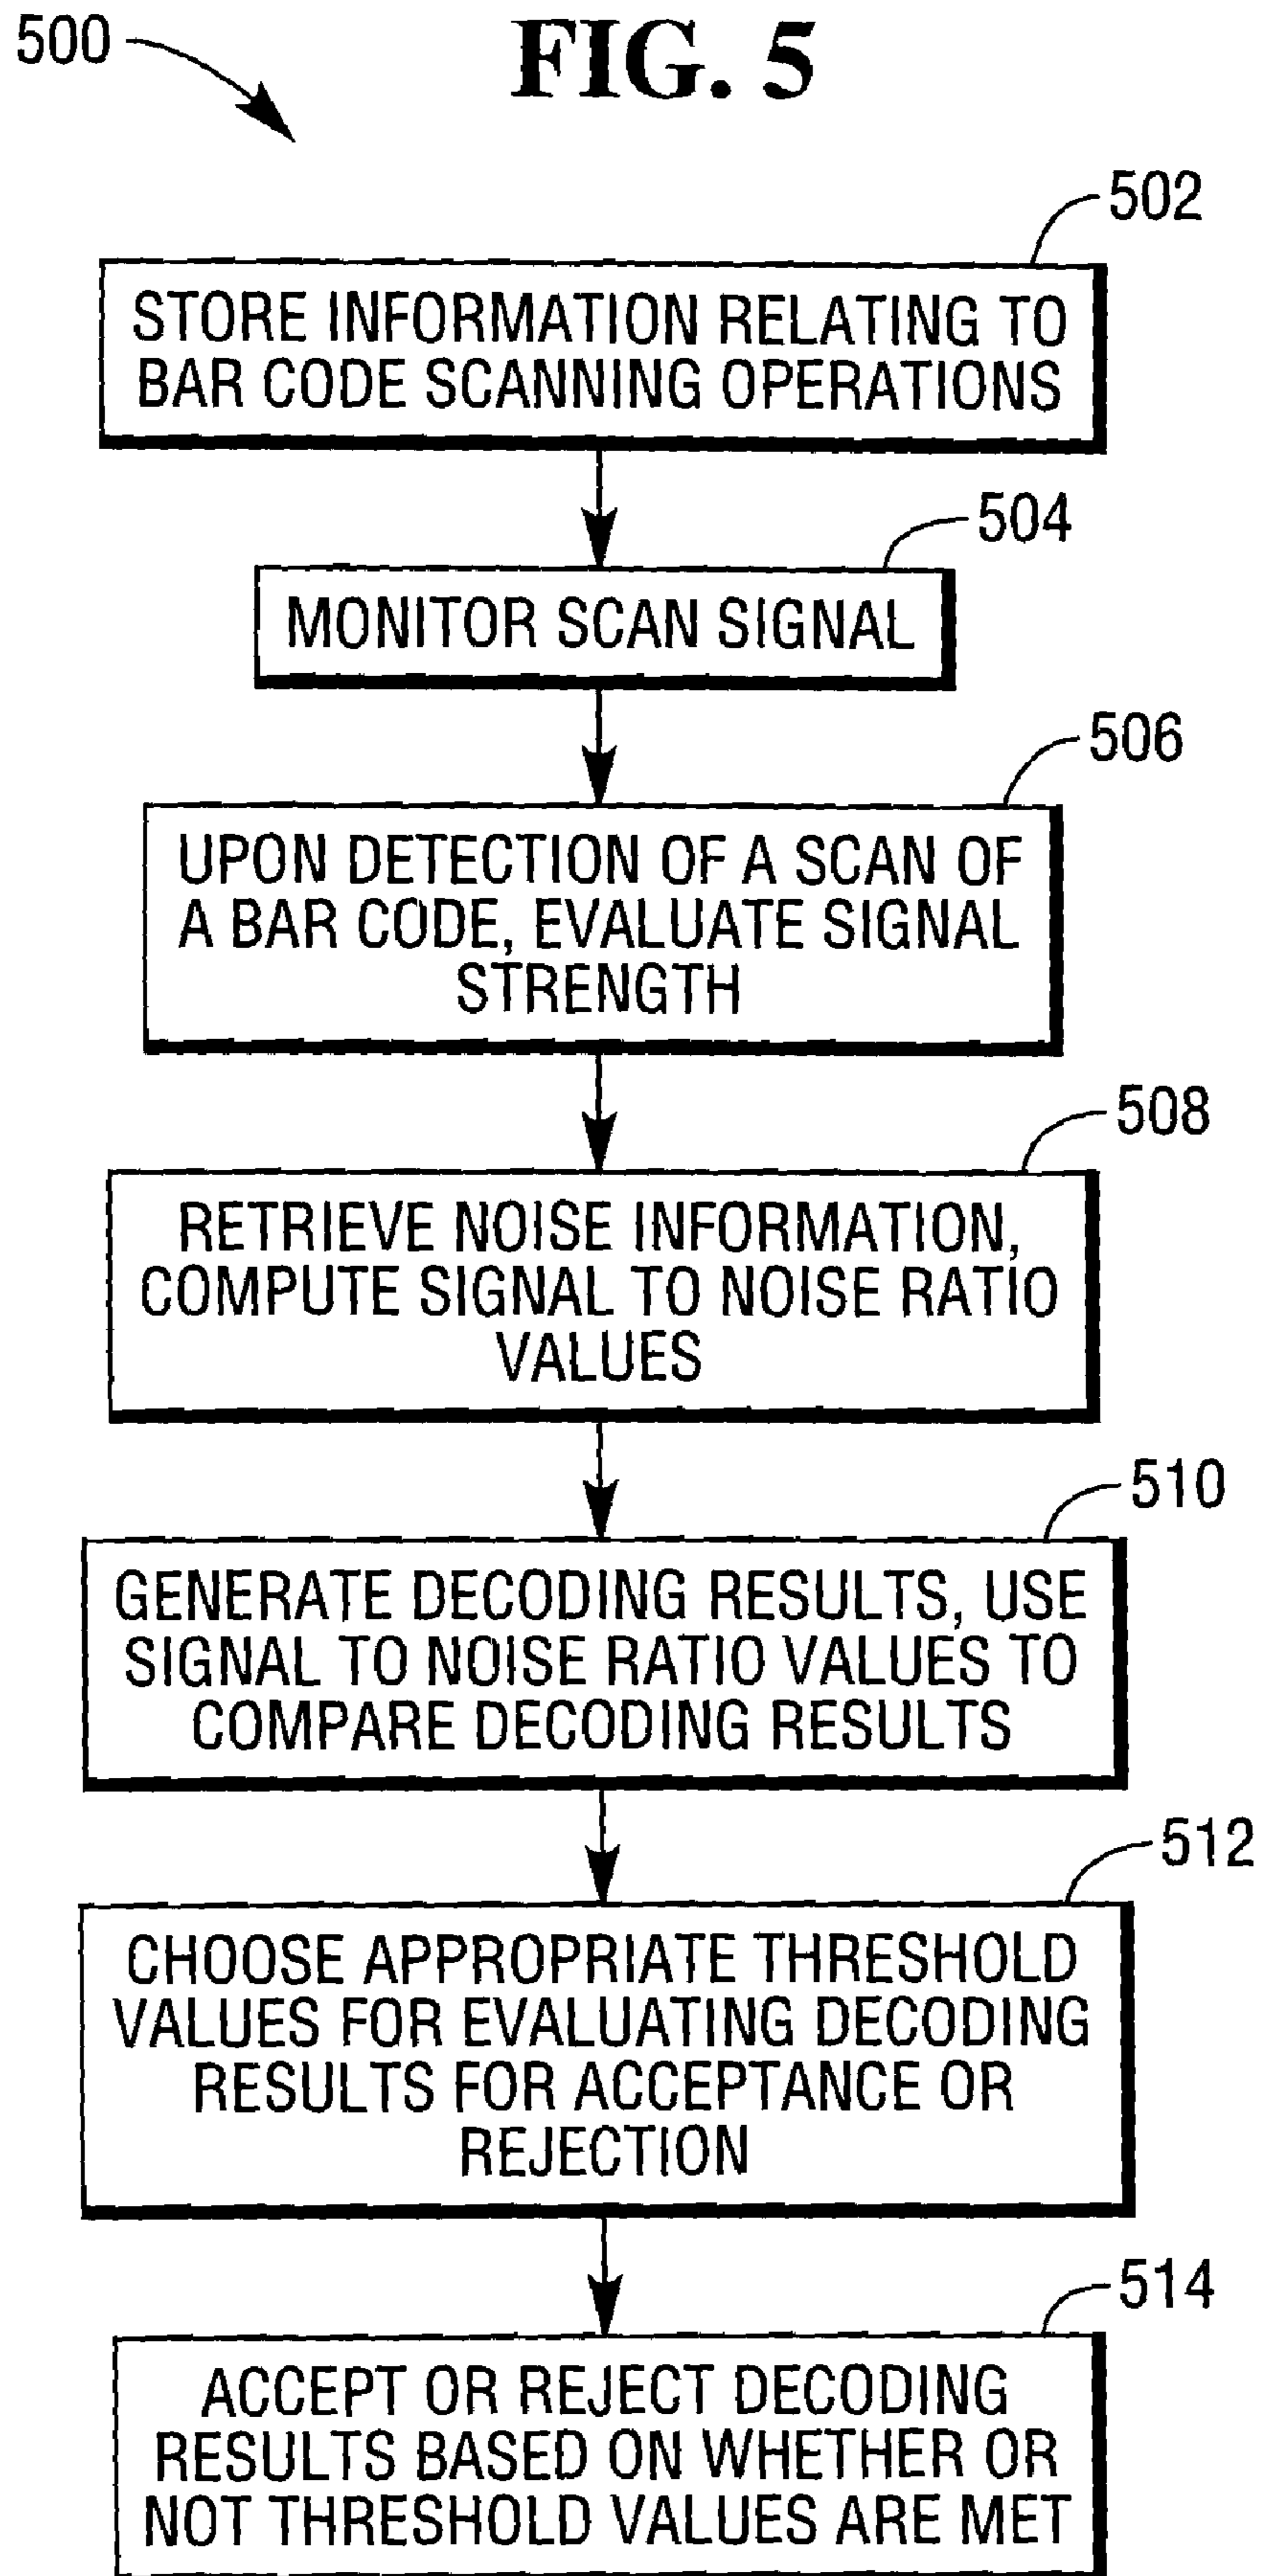 500
FIG. 5
502
STORE INFORMATION RELATING TO
BAR CODE SCANNING OPERATIONS
504
MONITOR SCAN SIGNAL
506
UPON DETECTION OF A SCAN OF
A BAR CODE, EVALUATE SIGNAL
STRENGTH
508
RETRIEVE NOISE INFORMATION,
COMPUTE SIGNAL TO NOISE RATIO
VALUES
510
GENERATE DECODING RESULTS, USE
SIGNAL TO NOISE RATIO VALUES TO
COMPARE DECODING RESULTS
512
CHOOSE APPROPRIATE THRESHOLD
VALUES FOR EVALUATING DECODING
RESULTS FOR ACCEPTANCE OR
REJECTION
514
ACCEPT OR REJECT DECODING
RESULTS BASED ON WHETHER OR
NOT THRESHOLD VALUES ARE MET